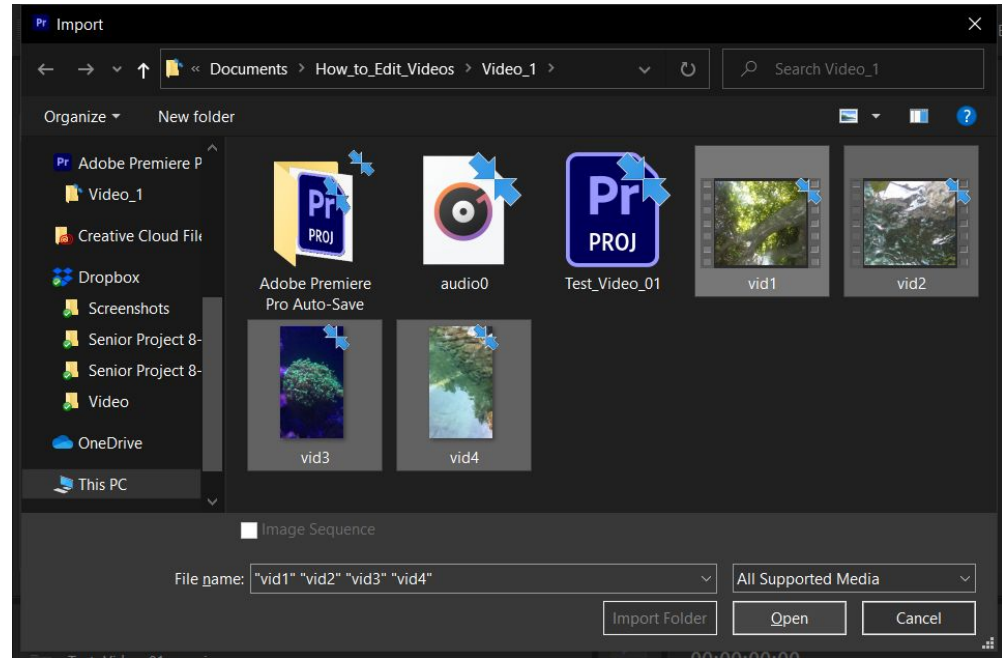 Pr Import
« Documents > How_to_Edit_Videos > Video_1 >
Search Video_1
Organize
New folder
?
Pr Adobe Premiere P
Video_1
Creative Cloud File
Dropbox
Screenshots
Senior Project 8-
Senior Project 8-
Video
OneDrive
This PC
Pr
PROJ
Adobe Premiere
Pro Auto-Save
audio0
Pr
PROJ
Test_Video_01
vid1
vid2
vid3
vid4
Image Sequence
File name: "vid1" "vid2" "vid3" "vid4"
All Supported Media
Import Folder
Open
Cancel